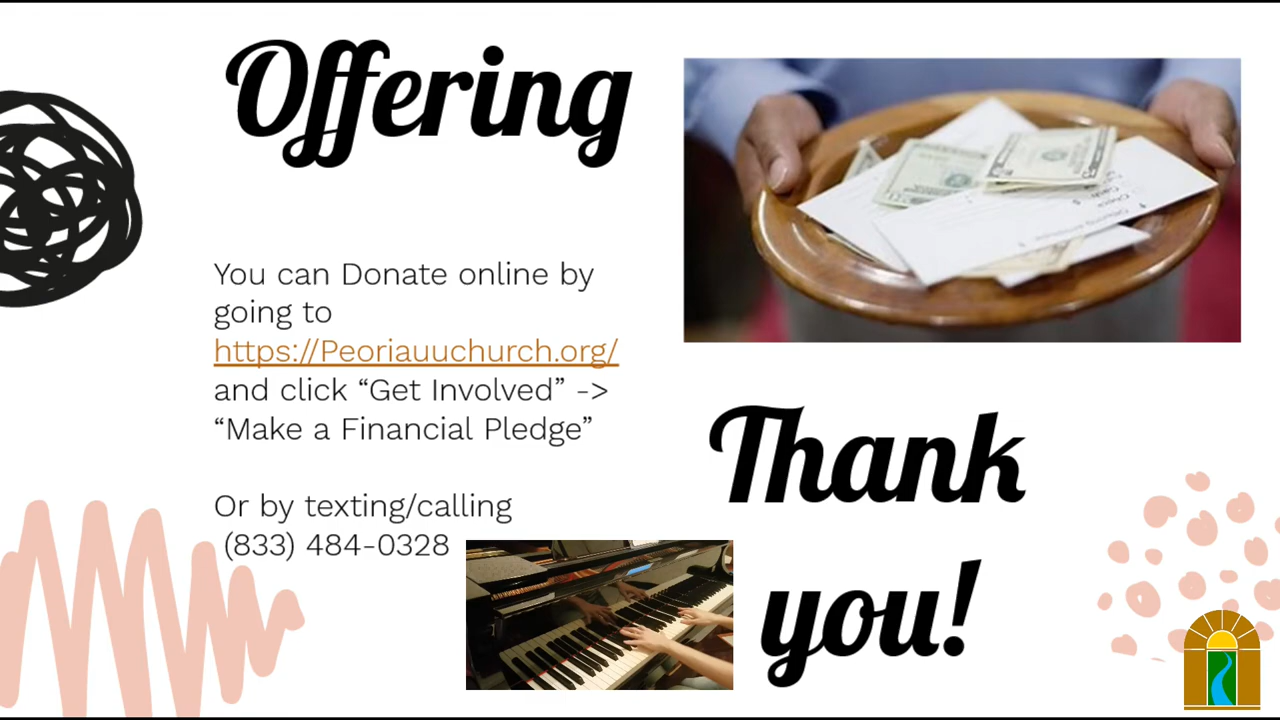 Offering
You can Donate online by
going to
https://Peoriauuchurch.org/
and click “Get Involved” ->
“Make a Financial Pledge”
Or by texting/calling
(833) 484-0328
Thank
you!